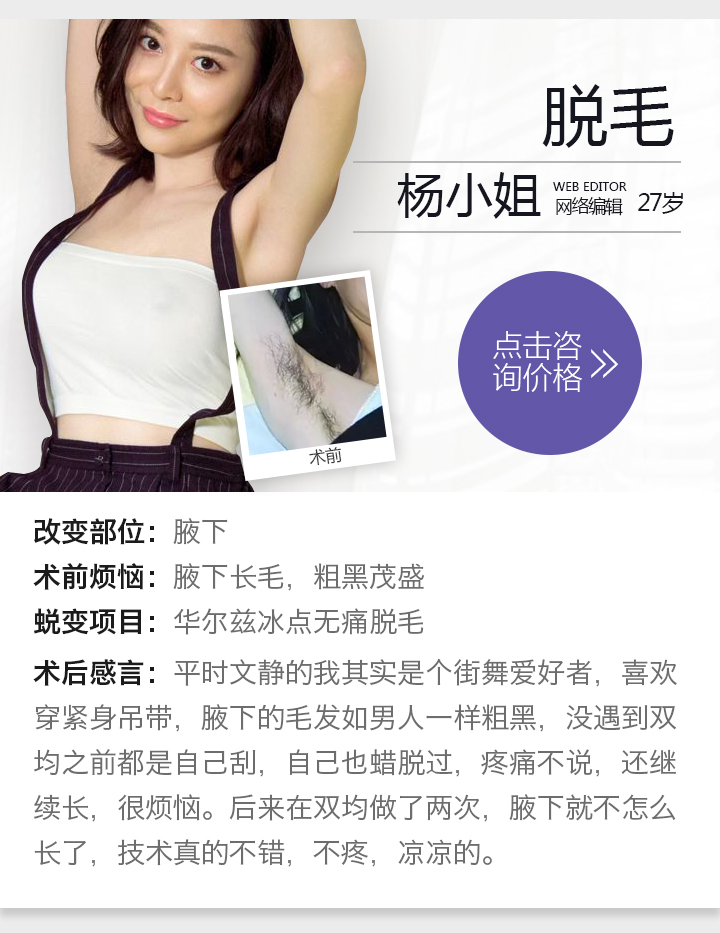 脱毛
杨小姐 WEB EDITOR 网络编辑 27岁
点击咨
询价格
术前
改变部位：腋下
术前烦恼：腋下长毛，粗黑茂盛
蜕变项目：华尔兹冰点无痛脱毛
术后感言：平时文静的我其实是个街舞爱好者，喜欢
穿紧身吊带，腋下的毛发如男人一样粗黑，没遇到双
均之前都是自己刮，自己也蜡脱过，疼痛不说，还继
续长，很烦恼。后来在双均做了两次，腋下就不怎么
长了，技术真的不错，不疼，凉凉的。